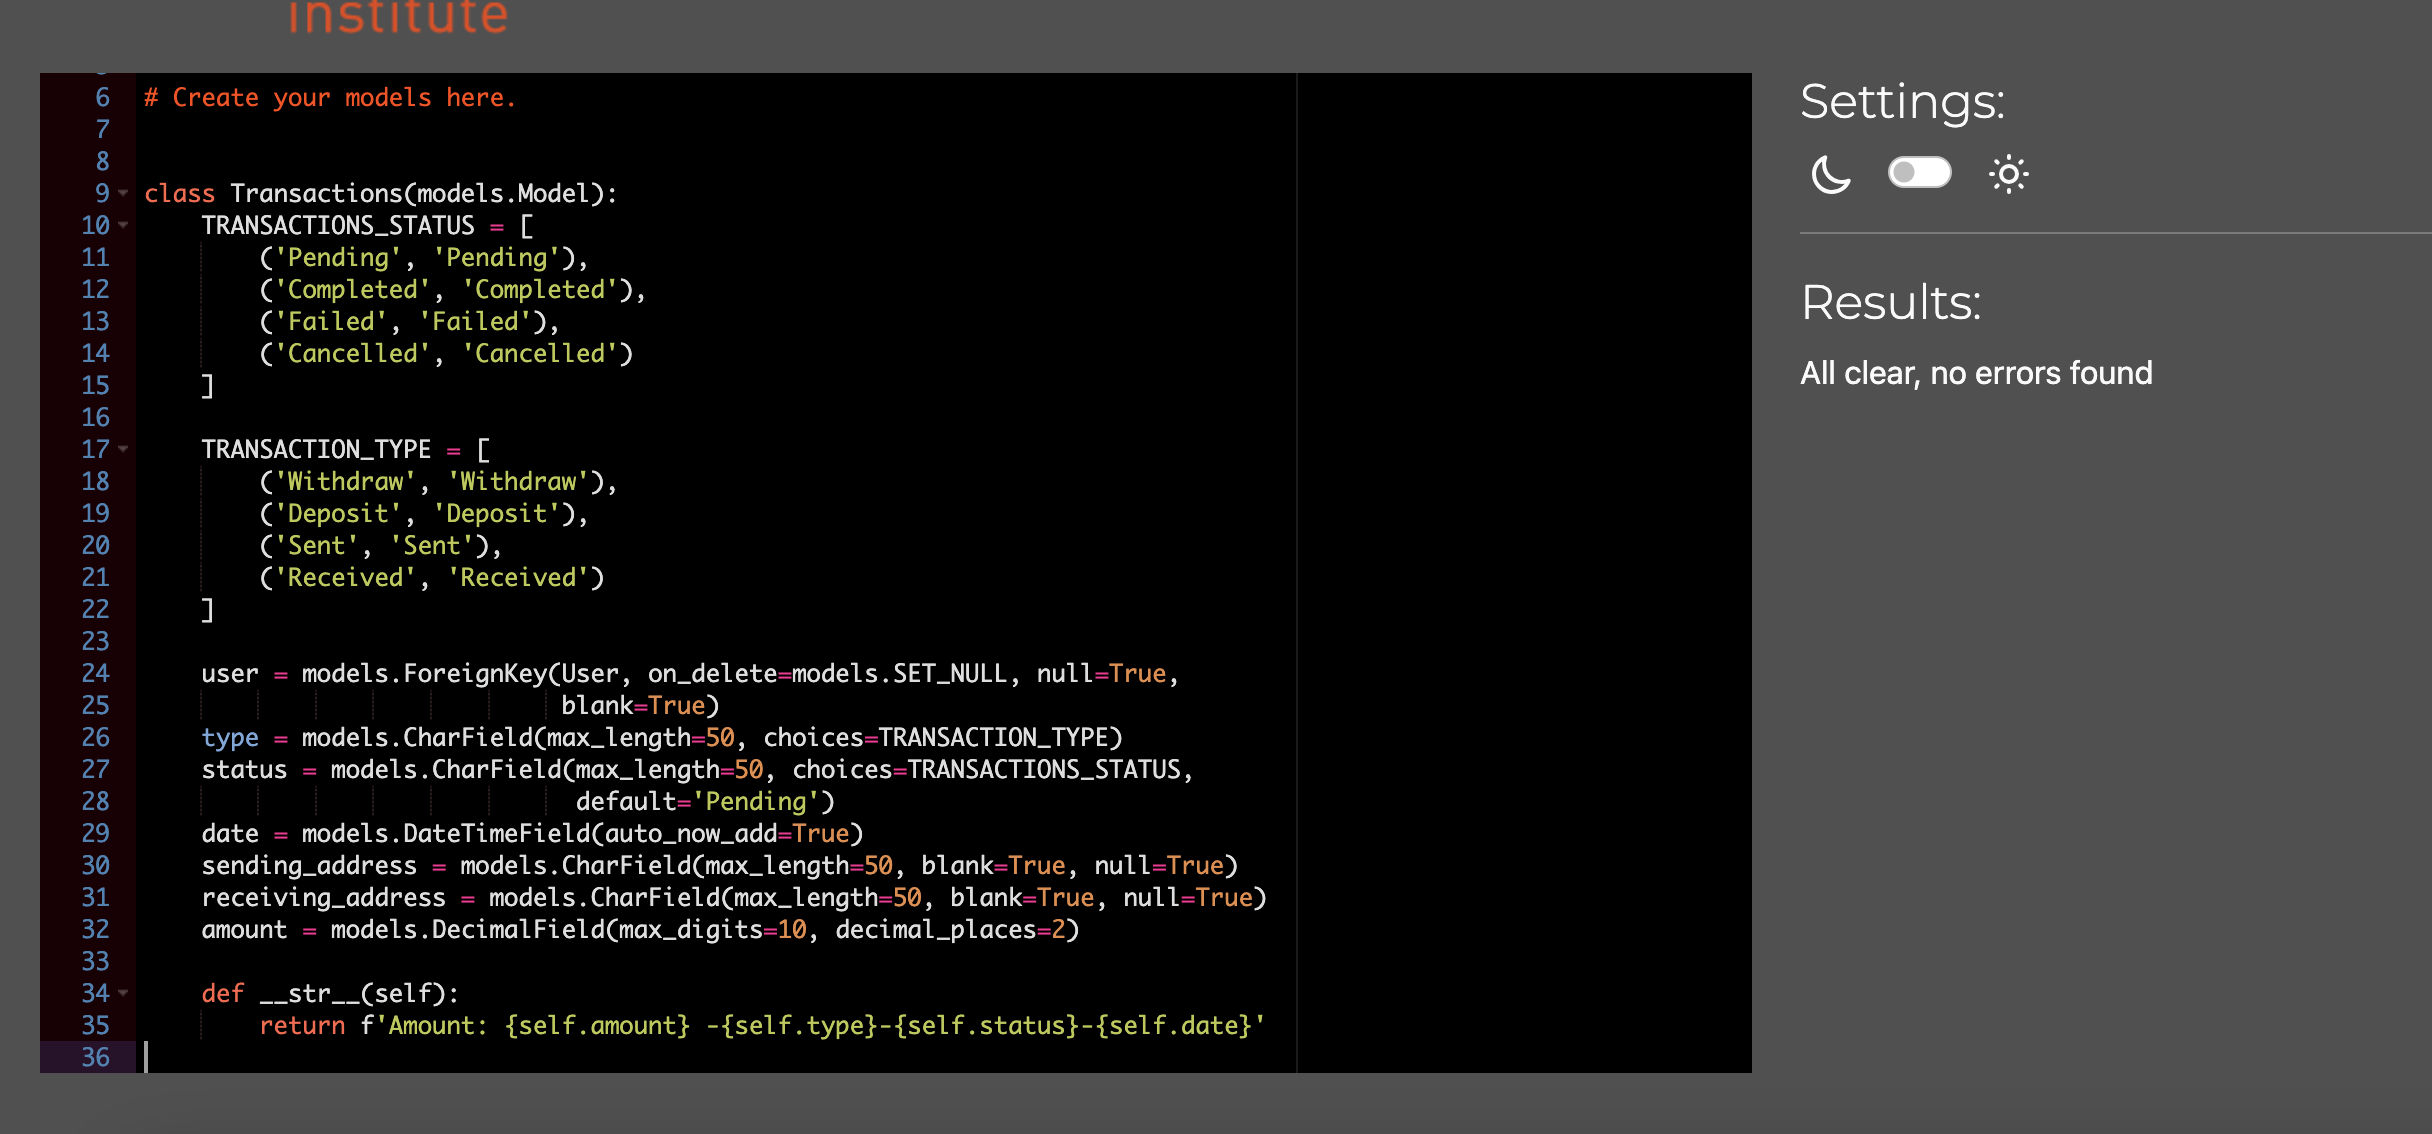 institute
6 # Create your models here.
7
8
9 class Transactions(models.Model):
10     TRANSACTIONS_STATUS = [
11         ('Pending', 'Pending'),
12         ('Completed', 'Completed'),
13         ('Failed', 'Failed'),
14         ('Cancelled', 'Cancelled')
15     ]
16
17     TRANSACTION_TYPE = [
18         ('Withdraw', 'Withdraw'),
19         ('Deposit', 'Deposit'),
20         ('Sent', 'Sent'),
21         ('Received', 'Received')
22     ]
23
24     user = models.ForeignKey(User, on_delete=models.SET_NULL, null=True,
25                              blank=True)
26     type = models.CharField(max_length=50, choices=TRANSACTION_TYPE)
27     status = models.CharField(max_length=50, choices=TRANSACTIONS_STATUS,
28                               default='Pending')
29     date = models.DateTimeField(auto_now_add=True)
30     sending_address = models.CharField(max_length=50, blank=True, null=True)
31     receiving_address = models.CharField(max_length=50, blank=True, null=True)
32     amount = models.DecimalField(max_digits=10, decimal_places=2)
33
34     def __str__(self):
35         return f'Amount: {self.amount} -{self.type}-{self.status}-{self.date}'
36
Settings:
Results:
All clear, no errors found